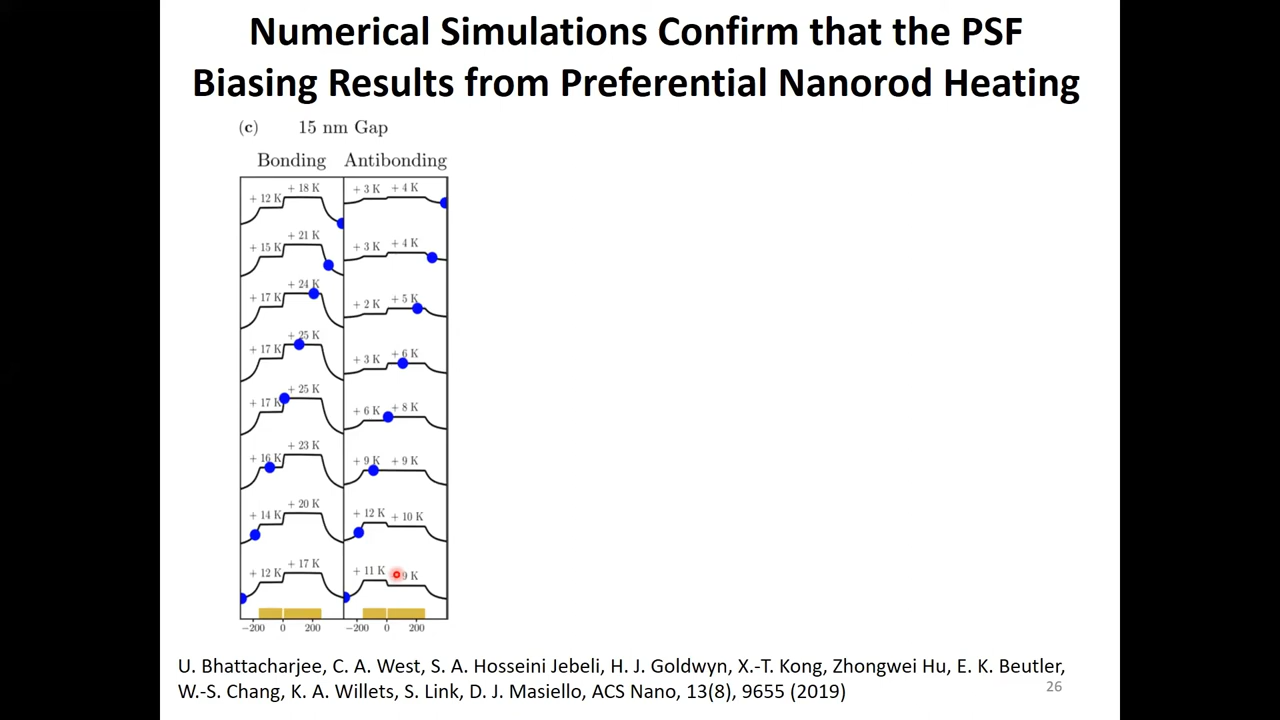 Numerical Simulations Confirm that the PSF
Biasing Results from Preferential Nanorod Heating
(c) 15 nm Gap
Bonding Antibonding
+ 12 K + 18 K + 3 K + 4 K
+ 15 K + 21 K + 3 K + 4 K
+ 17 K + 24 K + 2 K + 5 K
+ 17 K + 25 K + 3 K + 6 K
+ 17 K + 25 K + 6 K + 8 K
+ 16 K + 23 K + 9 K + 9 K
+ 14 K + 20 K + 12 K + 10 K
+ 12 K + 17 K + 11 K 9 K
−200 0 200 −200 0 200
U. Bhattacharjee, C. A. West, S. A. Hosseini Jebeli, H. J. Goldwyn, X.-T. Kong, Zhongwei Hu, E. K. Beutler,
W.-S. Chang, K. A. Willets, S. Link, D. J. Masiello, ACS Nano, 13(8), 9655 (2019)
26